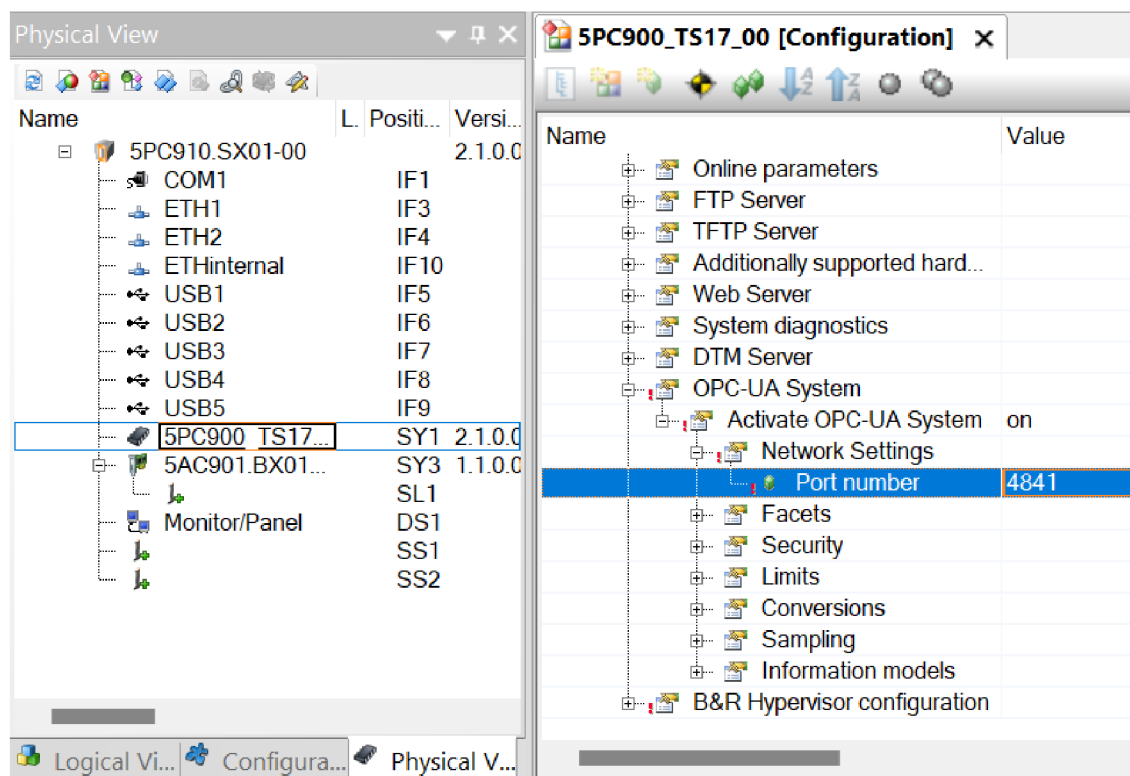 Physical View
Name L. Positi... Versi...
5PC910.SX01-00 2.1.0.0
COM1 IF1
ETH1 IF3
ETH2 IF4
ETHinternal IF10
USB1 IF5
USB2 IF6
USB3 IF7
USB4 IF8
USB5 IF9
5PC900_TS17... SY1 2.1.0.0
5AC901.BX01... SY3 1.1.0.0
SL1
Monitor/Panel DS1
SS1
SS2
Logical Vi... Configura... Physical V...
5PC900_TS17_00 [Configuration]
Name Value
Online parameters
FTP Server
TFTP Server
Additionally supported hard...
Web Server
System diagnostics
DTM Server
OPC-UA System
Activate OPC-UA System on
Network Settings
Port number 4841
Facets
Security
Limits
Conversions
Sampling
Information models
B&R Hypervisor configuration